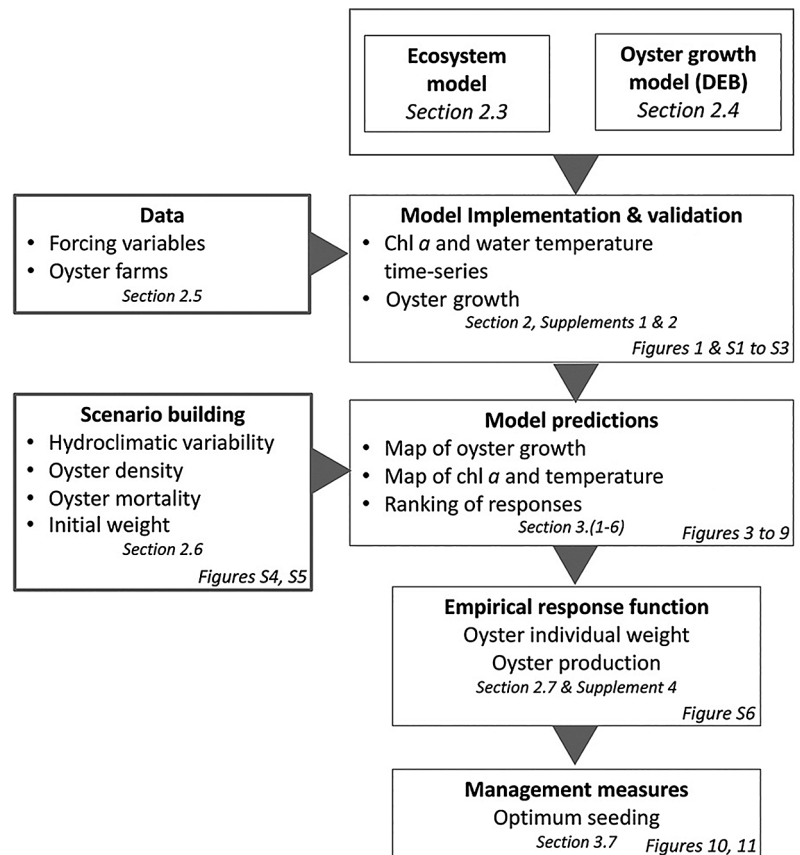 Ecosystem
model
Section 2.3
Oyster growth
model (DEB)
Section 2.4
Data
• Forcing variables
• Oyster farms
Section 2.5
Model Implementation & validation
• Chl a and water temperature
time-series
• Oyster growth
Section 2, Supplements 1 & 2
Figures 1 & S1 to S3
Scenario building
• Hydroclimatic variability
• Oyster density
• Oyster mortality
• Initial weight
Section 2.6
Figures S4, S5
Model predictions
• Map of oyster growth
• Map of chl a and temperature
• Ranking of responses
Section 3.(1-6)
Figures 3 to 9
Empirical response function
Oyster individual weight
Oyster production
Section 2.7 & Supplement 4
Figure S6
Management measures
Optimum seeding
Section 3.7
Figures 10, 11